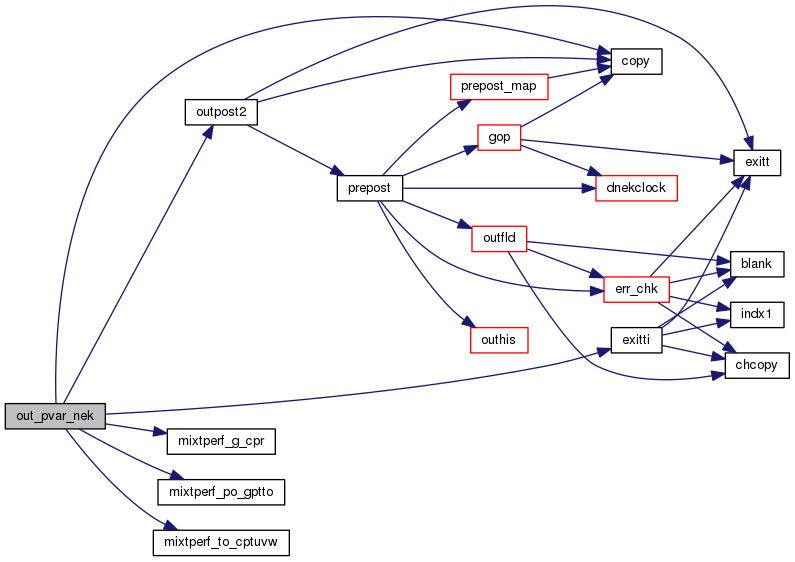 copy
prepost_map
outpost2
gop
exitt
prepost
dnekclock
outfld
blank
err_chk
indx1
outhis
exitti
chcopy
out_pvar_nek
mixtperf_g_cpr
mixtperf_po_gptto
mixtperf_to_cptuvw